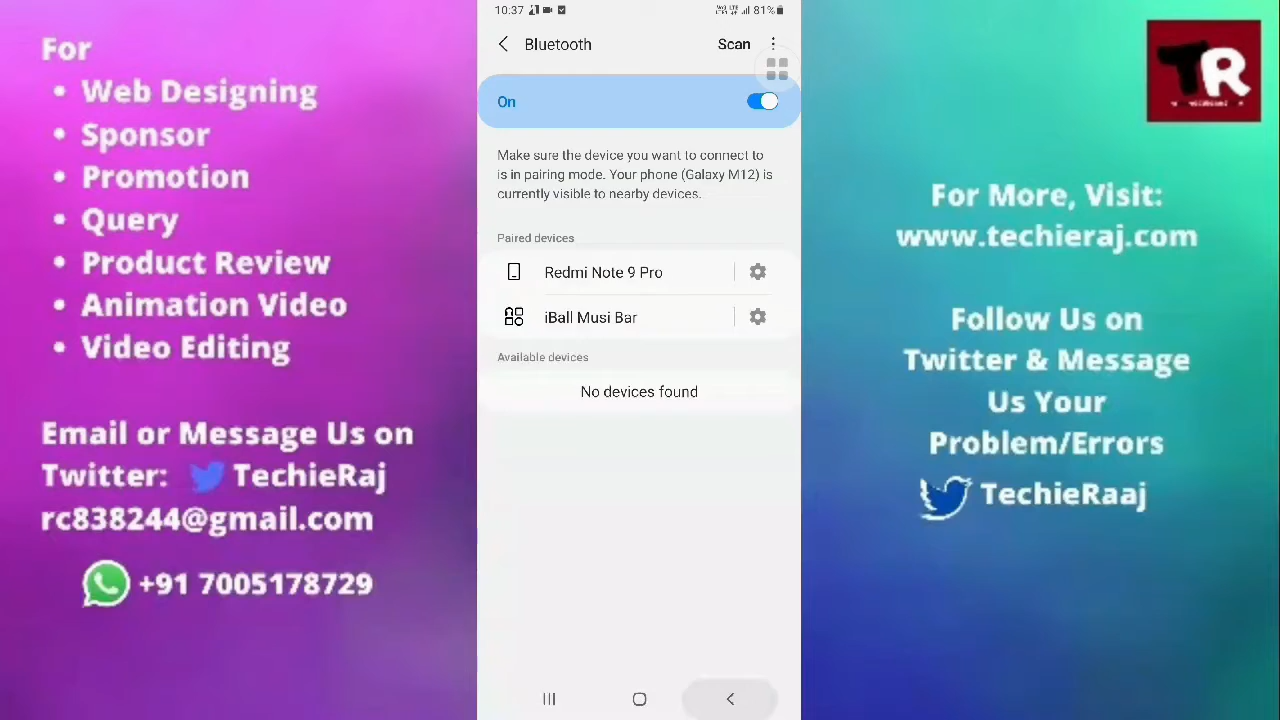 For
• Web Designing
• Sponsor
• Promotion
• Query
• Product Review
• Animation Video
• Video Editing
Email or Message Us on
Twitter: TechieRaj
rc838244@gmail.com
+91 7005178729
10:37
81%
Bluetooth
Scan
On
Make sure the device you want to connect to
is in pairing mode. Your phone (Galaxy M12) is
currently visible to nearby devices.
Paired devices
Redmi Note 9 Pro
iBall Musi Bar
Available devices
No devices found
TR
For More, Visit:
www.techieraj.com
Follow Us on
Twitter & Message
Us Your
Problem/Errors
TechieRaaj